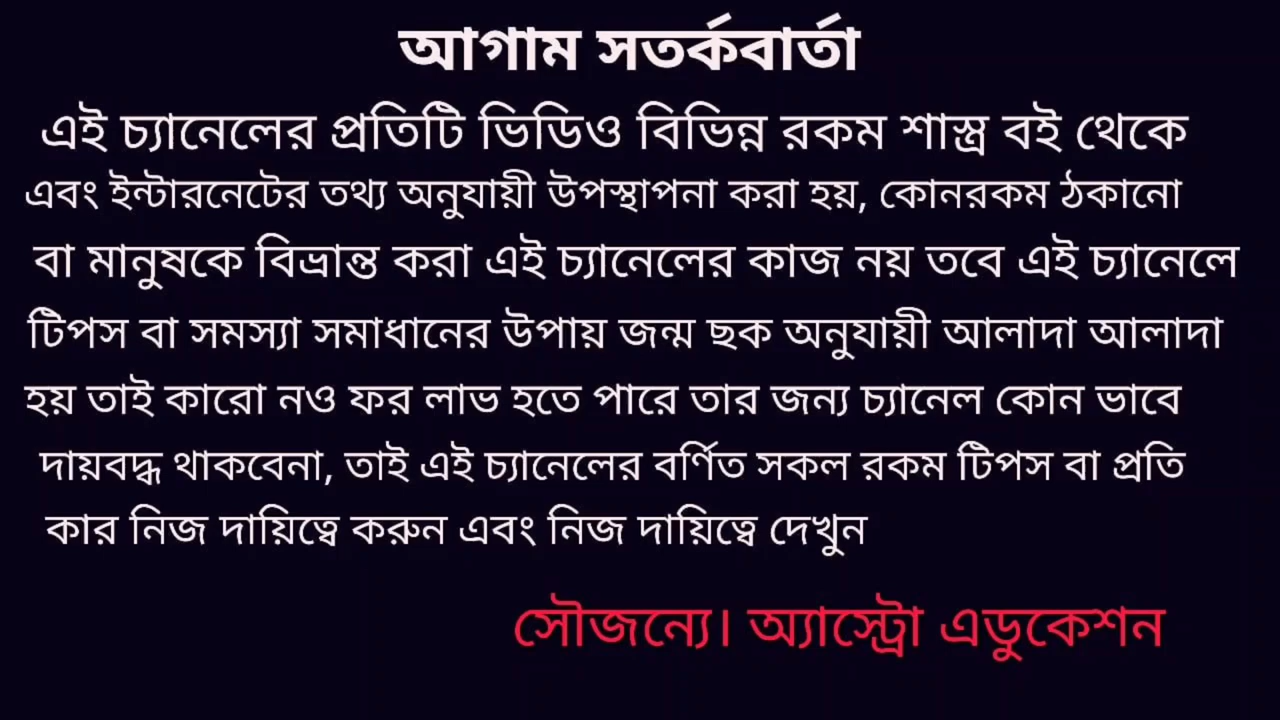 আগাম সতর্কবার্তা
এই চ্যানেলের প্রতিটি ভিডিও বিভিন্ন রকম শাস্ত্র বই থেকে
এবং ইন্টারনেটের তথ্য অনুযায়ী উপস্থাপনা করা হয়, কোনরকম ঠকানো
বা মানুষকে বিভ্রান্ত করা এই চ্যানেলের কাজ নয় তবে এই চ্যানেলে
টিপস বা সমস্যা সমাধানের উপায় জন্ম ছক অনুযায়ী আলাদা আলাদা
হয় তাই কারো নও ফর লাভ হতে পারে তার জন্য চ্যানেল কোন ভাবে
দায়বদ্ধ থাকবেনা, তাই এই চ্যানেলের বর্ণিত সকল রকম টিপস বা প্রতি
কার নিজ দায়িত্বে করুন এবং নিজ দায়িত্বে দেখুন
সৌজন্যে। অ্যাস্ট্রো এডুকেশন